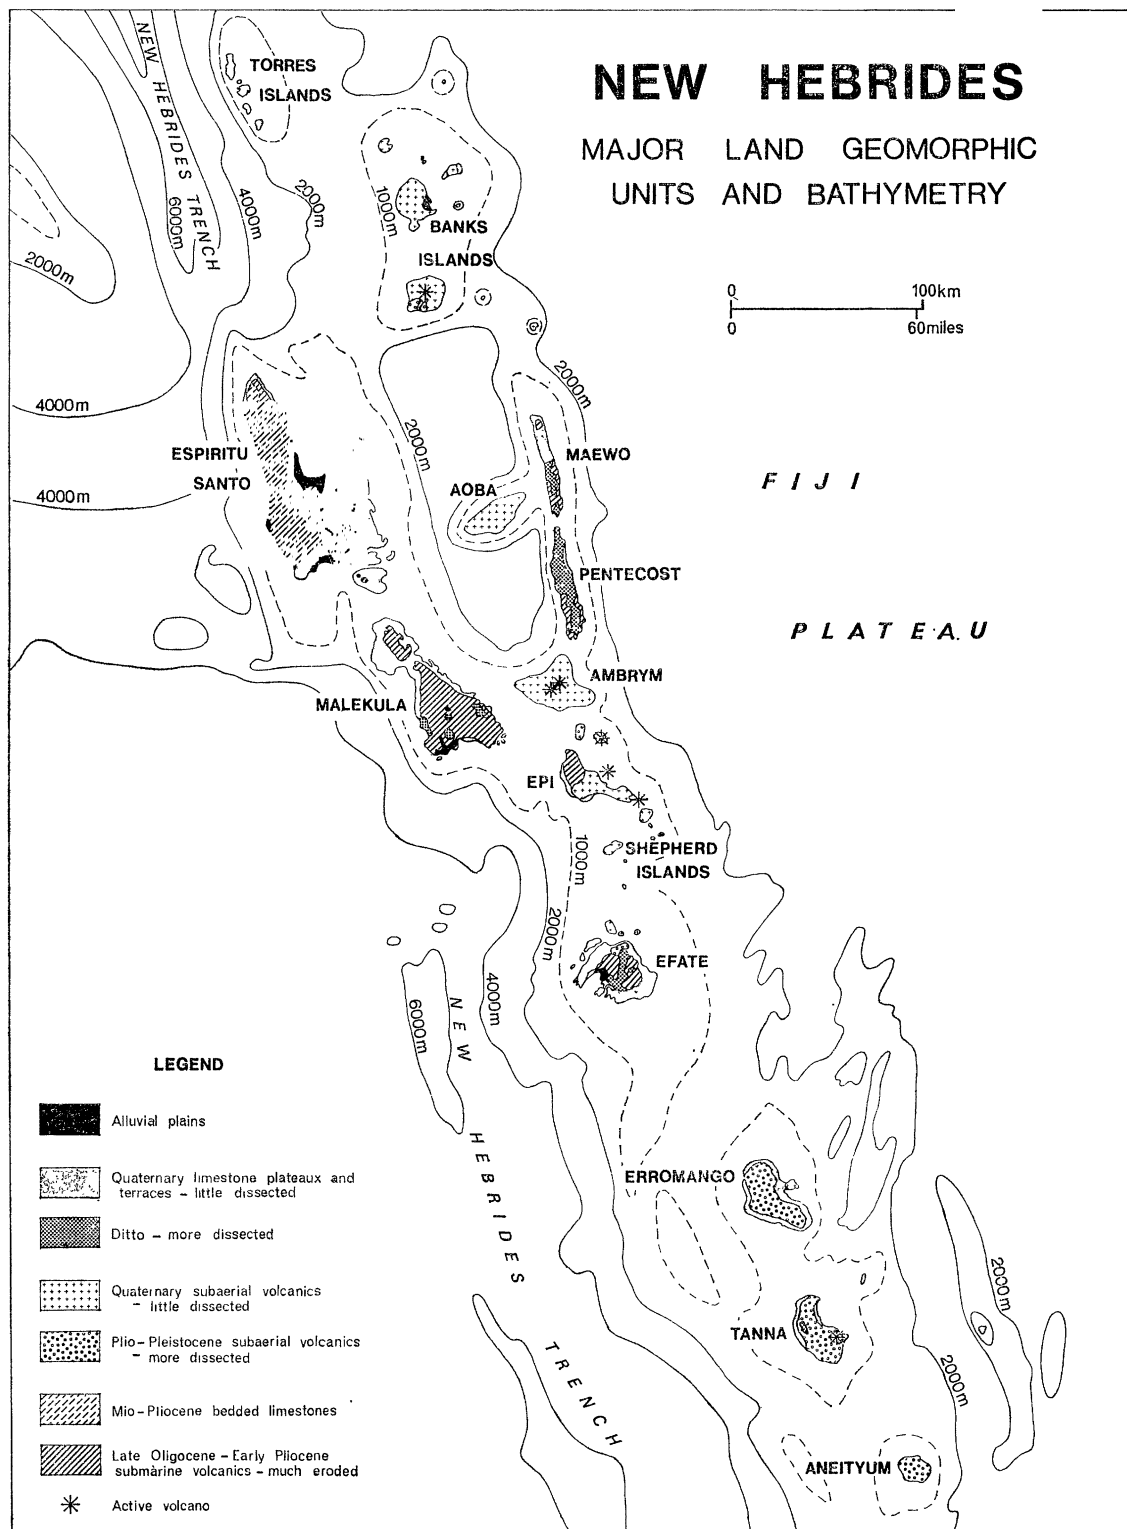 NEW HEBRIDES
MAJOR LAND GEOMORPHIC
UNITS AND BATHYMETRY
0 100km
0 60miles
TORRES
ISLANDS
NEW HEBRIDES TRENCH
6000m
4000m
2000m
2000m
1000m
BANKS
ISLANDS
4000m
4000m
2000m
2000m
ESPIRITU
SANTO
MAEWO
AOBA
PENTECOST
FIJI
PLATEAU
AMBRYM
MALEKULA
EPI
SHEPHERD
ISLANDS
1000m
2000m
4000m
6000m
EFATE
NEW HEBRIDES TRENCH
ERROMANGO
TANNA
2000m
2000m
ANEITYUM
LEGEND
Alluvial plains
Quaternary limestone plateaux and
terraces – little dissected
Ditto – more dissected
Quaternary subaerial volcanics
– little dissected
Plio–Pleistocene subaerial volcanics
– more dissected
Mio–Pliocene bedded limestones
Late Oligocene – Early Pliocene
submarine volcanics – much eroded
Active volcano